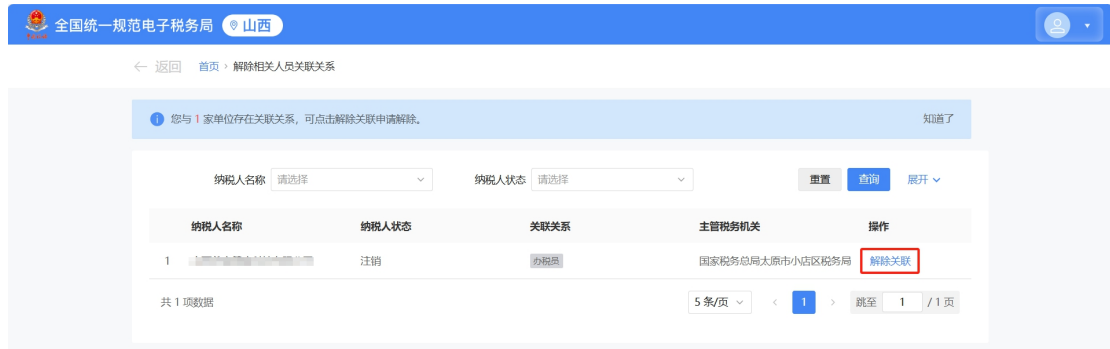 全国统一规范电子税务局 山西
返回 首页 > 解除相关人员关联关系
您与 1 家单位存在关联关系，可点击解除关联申请解除。 知道了
纳税人名称 请选择 纳税人状态 请选择 重置 查询 展开
纳税人名称 纳税人状态 关联关系 主管税务机关 操作
1 注销 办税员 国家税务总局太原市小店区税务局 解除关联
共 1 项数据 5 条/页 < 1 > 跳至 1 / 1 页